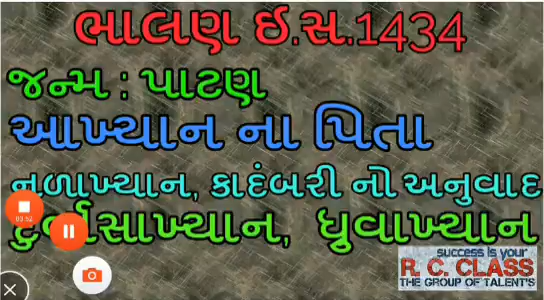 ભાલણ ઇ.સ.1434
જન્મ : પાટણ
આખ્યાન ના પિતા
નળાખ્યાન, કાદંબરી નો અનુવાદ
દુર્વાસાખ્યાન, ધ્રુવાખ્યાન
03:52
success is your
R. C. CLASS
THE GROUP OF TALENT'S